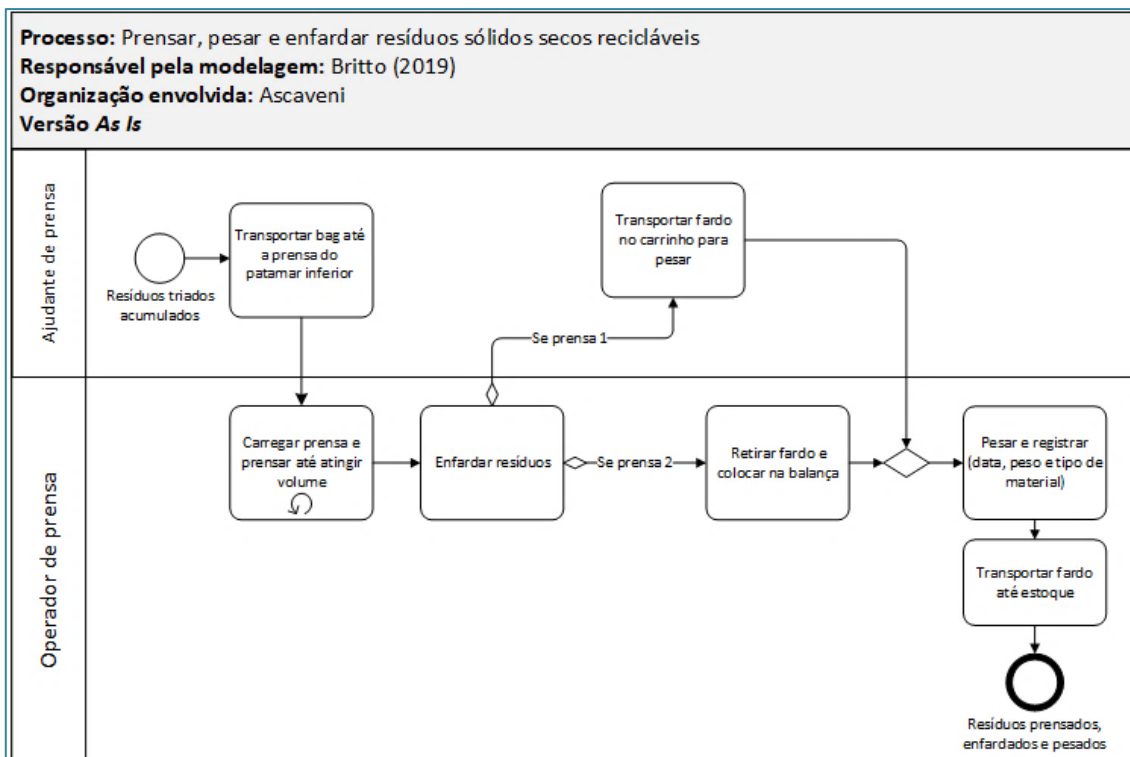 Processo: Prensar, pesar e enfardar resíduos sólidos secos recicláveis
Responsável pela modelagem: Britto (2019)
Organização envolvida: Ascaveni
Versão As Is
Ajudante de prensa
Resíduos triados
acumulados
Transportar bag até
a prensa do
patamar inferior
Se prensa 1
Transportar fardo
no carrinho para
pesar
Operador de prensa
Carregar prensa e
prensar até atingir
volume
Enfardar resíduos
Se prensa 2
Retirar fardo e
colocar na balança
Pesar e registrar
(data, peso e tipo de
material)
Transportar fardo
até estoque
Resíduos prensados,
enfardados e pesados